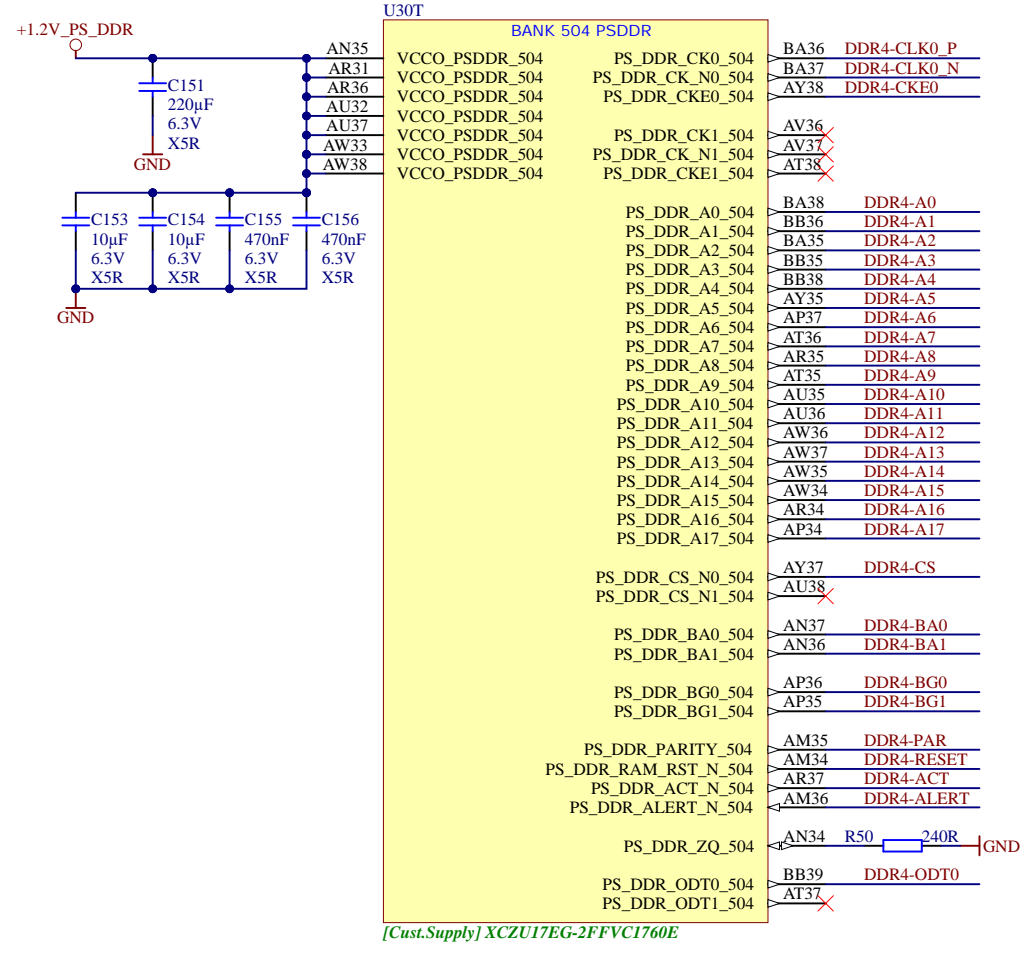 U30T
+1.2V_PS_DDR
BANK 504 PSDDR
AN35 VCCO_PSDDR_504 PS_DDR_CK0_504 BA36 DDR4-CLK0_P
AR31 VCCO_PSDDR_504 PS_DDR_CK_N0_504 BA37 DDR4-CLK0_N
AR36 VCCO_PSDDR_504 PS_DDR_CKE0_504 AY38 DDR4-CKE0
AU32 VCCO_PSDDR_504
AU37 VCCO_PSDDR_504 PS_DDR_CK1_504 AV36
AW33 VCCO_PSDDR_504 PS_DDR_CK_N1_504 AV37
AW38 VCCO_PSDDR_504 PS_DDR_CKE1_504 AT38
C151
220µF
6.3V
X5R
GND
C153 C154 C155 C156
10µF 10µF 470nF 470nF
6.3V 6.3V 6.3V 6.3V
X5R X5R X5R X5R
GND
PS_DDR_A0_504 BA38 DDR4-A0
PS_DDR_A1_504 BB36 DDR4-A1
PS_DDR_A2_504 BA35 DDR4-A2
PS_DDR_A3_504 BB35 DDR4-A3
PS_DDR_A4_504 BB38 DDR4-A4
PS_DDR_A5_504 AY35 DDR4-A5
PS_DDR_A6_504 AP37 DDR4-A6
PS_DDR_A7_504 AT36 DDR4-A7
PS_DDR_A8_504 AR35 DDR4-A8
PS_DDR_A9_504 AT35 DDR4-A9
PS_DDR_A10_504 AU35 DDR4-A10
PS_DDR_A11_504 AU36 DDR4-A11
PS_DDR_A12_504 AW36 DDR4-A12
PS_DDR_A13_504 AW37 DDR4-A13
PS_DDR_A14_504 AW35 DDR4-A14
PS_DDR_A15_504 AW34 DDR4-A15
PS_DDR_A16_504 AR34 DDR4-A16
PS_DDR_A17_504 AP34 DDR4-A17
PS_DDR_CS_N0_504 AY37 DDR4-CS
PS_DDR_CS_N1_504 AU38
PS_DDR_BA0_504 AN37 DDR4-BA0
PS_DDR_BA1_504 AN36 DDR4-BA1
PS_DDR_BG0_504 AP36 DDR4-BG0
PS_DDR_BG1_504 AP35 DDR4-BG1
PS_DDR_PARITY_504 AM35 DDR4-PAR
PS_DDR_RAM_RST_N_504 AM34 DDR4-RESET
PS_DDR_ACT_N_504 AR37 DDR4-ACT
PS_DDR_ALERT_N_504 AM36 DDR4-ALERT
PS_DDR_ZQ_504 AN34 R50 240R GND
PS_DDR_ODT0_504 BB39 DDR4-ODT0
PS_DDR_ODT1_504 AT37
[Cust.Supply] XCZU17EG-2FFVC1760E